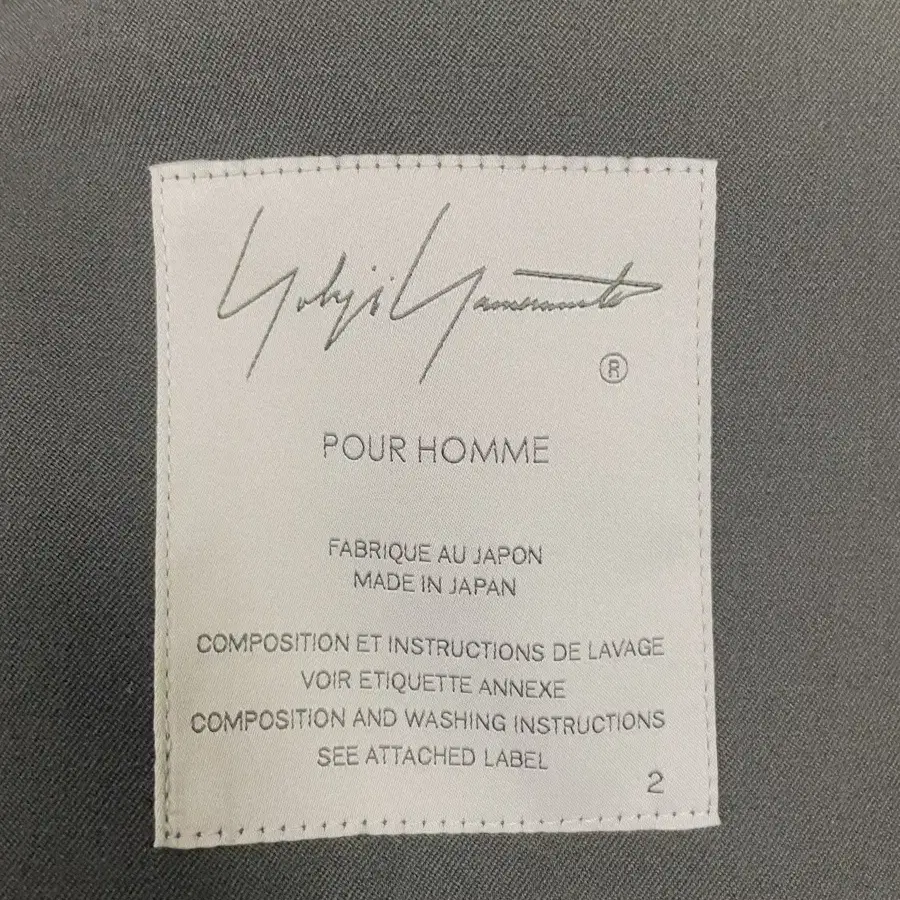 Yohji Yamamoto
®
POUR HOMME
FABRIQUE AU JAPON
MADE IN JAPAN
COMPOSITION ET INSTRUCTIONS DE LAVAGE
VOIR ETIQUETTE ANNEXE
COMPOSITION AND WASHING INSTRUCTIONS
SEE ATTACHED LABEL
2